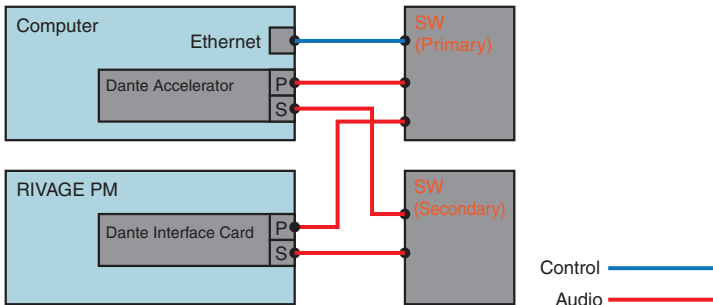 Computer
Ethernet
Dante Accelerator
P
S
SW
(Primary)
RIVAGE PM
Dante Interface Card
P
S
SW
(Secondary)
Control
Audio